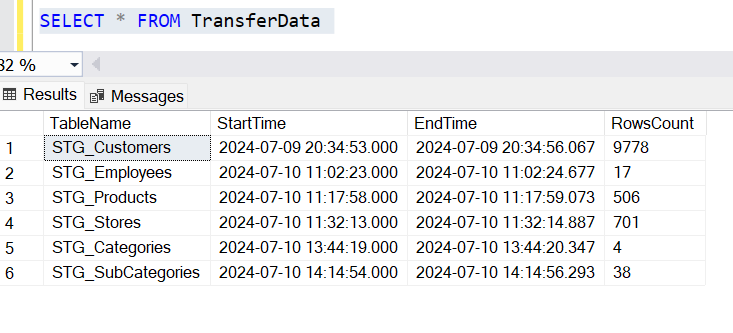 SELECT * FROM TransferData
32 %
Results Messages
TableName StartTime EndTime RowsCount
1 STG_Customers 2024-07-09 20:34:53.000 2024-07-09 20:34:56.067 9778
2 STG_Employees 2024-07-10 11:02:23.000 2024-07-10 11:02:24.677 17
3 STG_Products 2024-07-10 11:17:58.000 2024-07-10 11:17:59.073 506
4 STG_Stores 2024-07-10 11:32:13.000 2024-07-10 11:32:14.887 701
5 STG_Categories 2024-07-10 13:44:19.000 2024-07-10 13:44:20.347 4
6 STG_SubCategories 2024-07-10 14:14:54.000 2024-07-10 14:14:56.293 38